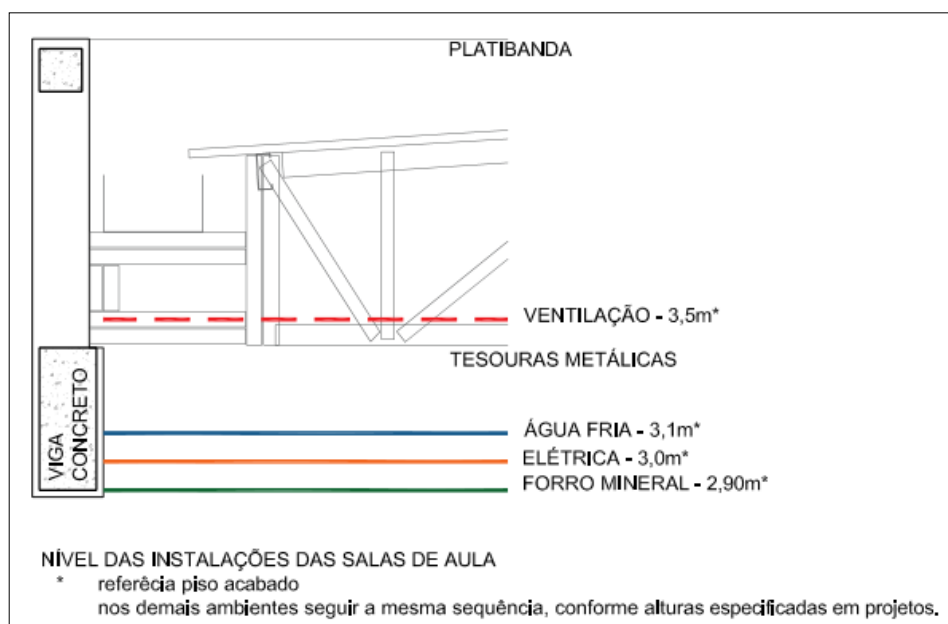 PLATIBANDA
VENTILAÇÃO - 3,5m*
TESOURAS METÁLICAS
VIGA
CONCRETO
ÁGUA FRIA - 3,1m*
ELÉTRICA - 3,0m*
FORRO MINERAL - 2,90m*
NÍVEL DAS INSTALAÇÕES DAS SALAS DE AULA
* referêcia piso acabado
nos demais ambientes seguir a mesma sequência, conforme alturas especificadas em projetos.